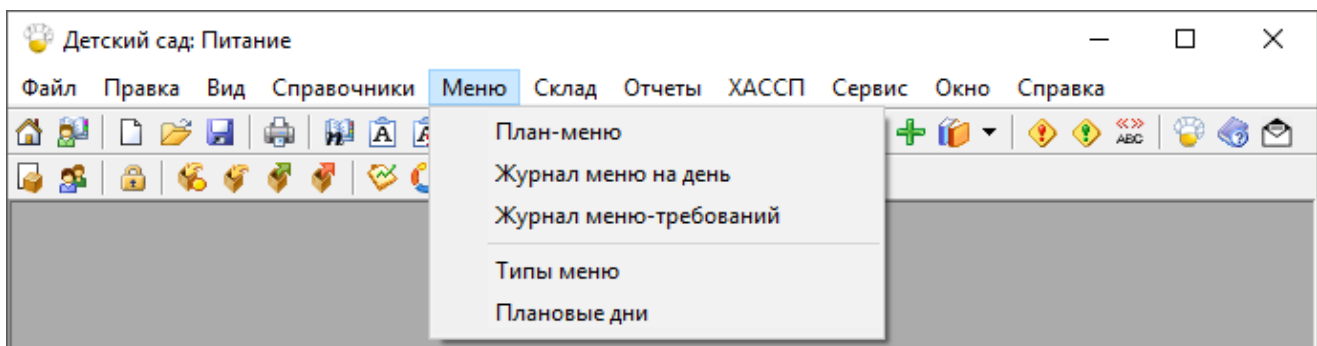 Детский сад: Питание
Файл Правка Вид Справочники Меню Склад Отчеты ХАССП Сервис Окно Справка
План-меню
ABC
Журнал меню на день
Журнал меню-требований
Типы меню
Плановые дни